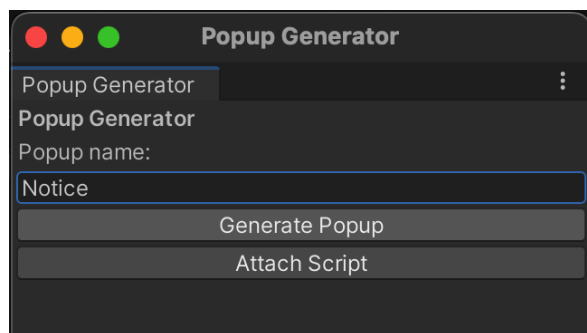 Popup Generator
Popup Generator
Popup Generator
Popup name:
Notice
Generate Popup
Attach Script